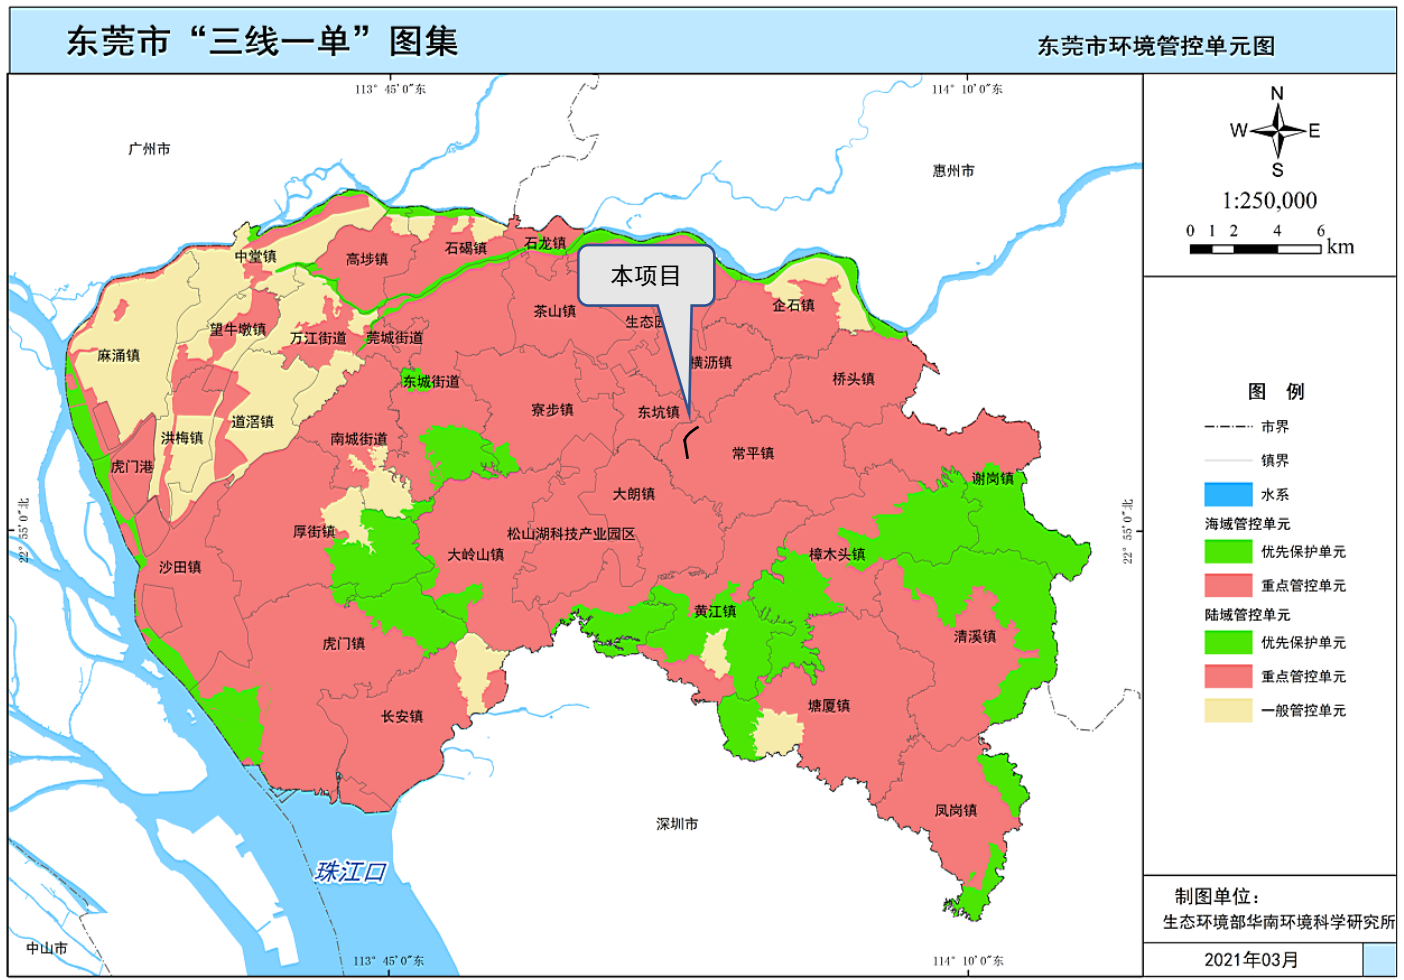 东莞市“三线一单”图集
东莞市环境管控单元图
113° 45′0″东
114° 10′0″东
广州市
惠州市
N
W E
S
1:250,000
0 1 2 4 6 km
中堂镇
高埗镇
石碣镇
石龙镇
本项目
企石镇
茶山镇
生态园
望牛墩镇
万江街道
莞城街道
麻涌镇
横沥镇
桥头镇
东城街道
寮步镇
东坑镇
道滘镇
洪梅镇
南城街道
常平镇
虎门港
谢岗镇
大朗镇
厚街镇
松山湖科技产业园区
大岭山镇
樟木头镇
沙田镇
黄江镇
清溪镇
虎门镇
长安镇
塘厦镇
凤岗镇
深圳市
珠江口
中山市
22° 55′0″北
22° 55′0″北
113° 45′0″东
114° 10′0″东
图 例
市界
镇界
水系
海域管控单元
优先保护单元
重点管控单元
陆域管控单元
优先保护单元
重点管控单元
一般管控单元
制图单位：
生态环境部华南环境科学研究所
2021年03月